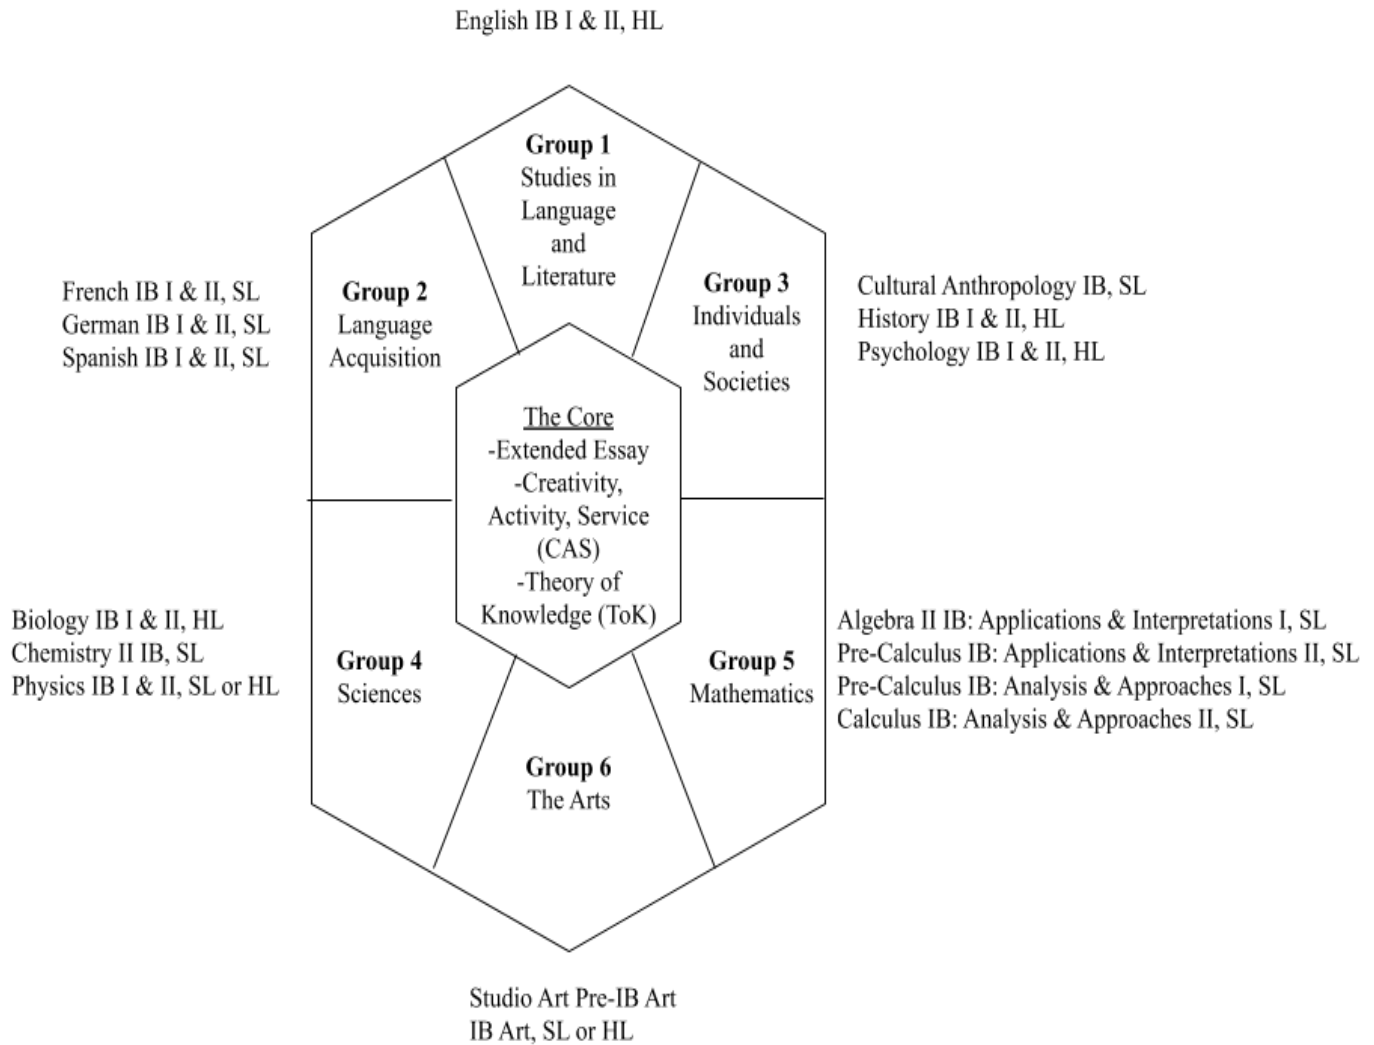 English IB I & II, HL
Group 1
Studies in
Language
and
Literature
Group 2
Language
Acquisition
French IB I & II, SL
German IB I & II, SL
Spanish IB I & II, SL
Group 3
Individuals
and
Societies
Cultural Anthropology IB, SL
History IB I & II, HL
Psychology IB I & II, HL
The Core
-Extended Essay
-Creativity,
Activity, Service
(CAS)
-Theory of
Knowledge (ToK)
Biology IB I & II, HL
Chemistry II IB, SL
Physics IB I & II, SL or HL
Group 4
Sciences
Group 5
Mathematics
Algebra II IB: Applications & Interpretations I, SL
Pre-Calculus IB: Applications & Interpretations II, SL
Pre-Calculus IB: Analysis & Approaches I, SL
Calculus IB: Analysis & Approaches II, SL
Group 6
The Arts
Studio Art Pre-IB Art
IB Art, SL or HL